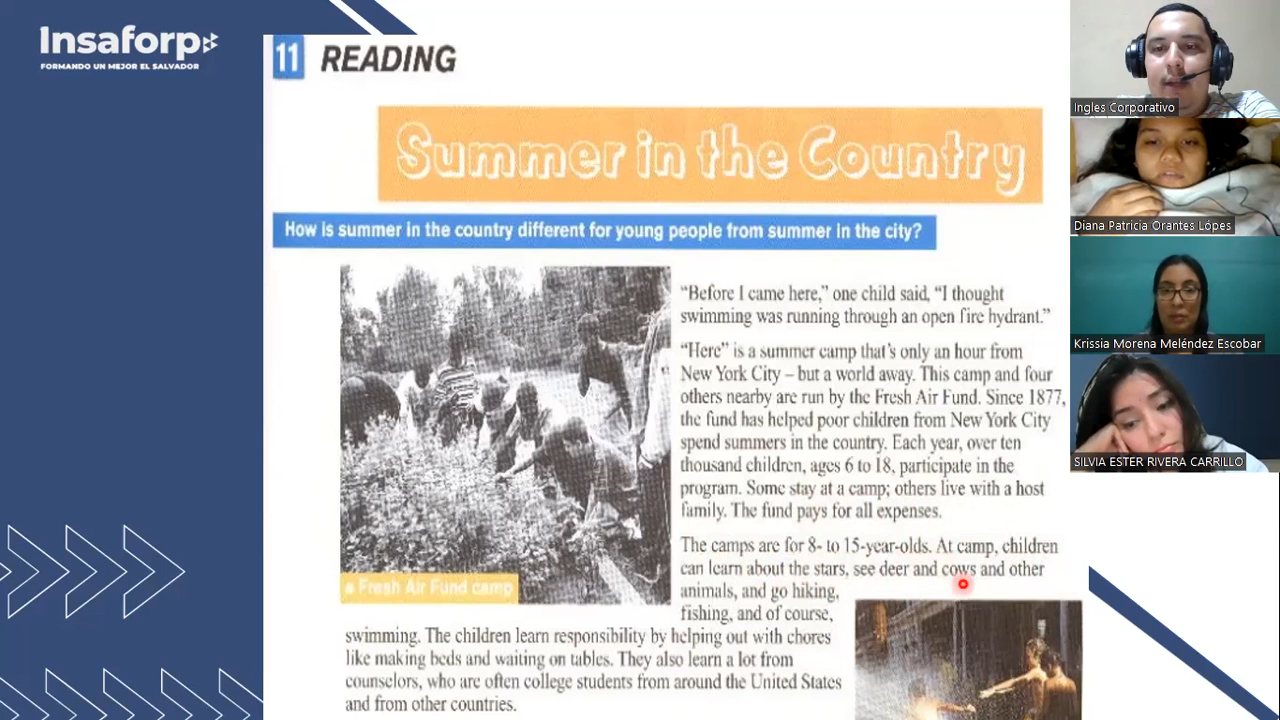 Insaforp
FORMANDO UN MEJOR EL SALVADOR
11 READING
Summer in the Country
How is summer in the country different for young people from summer in the city?
"Before I came here," one child said, "I thought
swimming was running through an open fire hydrant."
"Here" is a summer camp that's only an hour from
New York City – but a world away. This camp and four
others nearby are run by the Fresh Air Fund. Since 1877,
the fund has helped poor children from New York City
spend summers in the country. Each year, over ten
thousand children, ages 6 to 18, participate in the
program. Some stay at a camp; others live with a host
family. The fund pays for all expenses.
The camps are for 8- to 15-year-olds. At camp, children
can learn about the stars, see deer and cows and other
animals, and go hiking,
fishing, and of course,
swimming. The children learn responsibility by helping out with chores
like making beds and waiting on tables. They also learn a lot from
counselors, who are often college students from around the United States
and from other countries.
a Fresh Air Fund camp
Ingles Corporativo
Diana Patricia Orantes Lópes
Krissia Morena Meléndez Escobar
SILVIA ESTER RIVERA CARRILLO